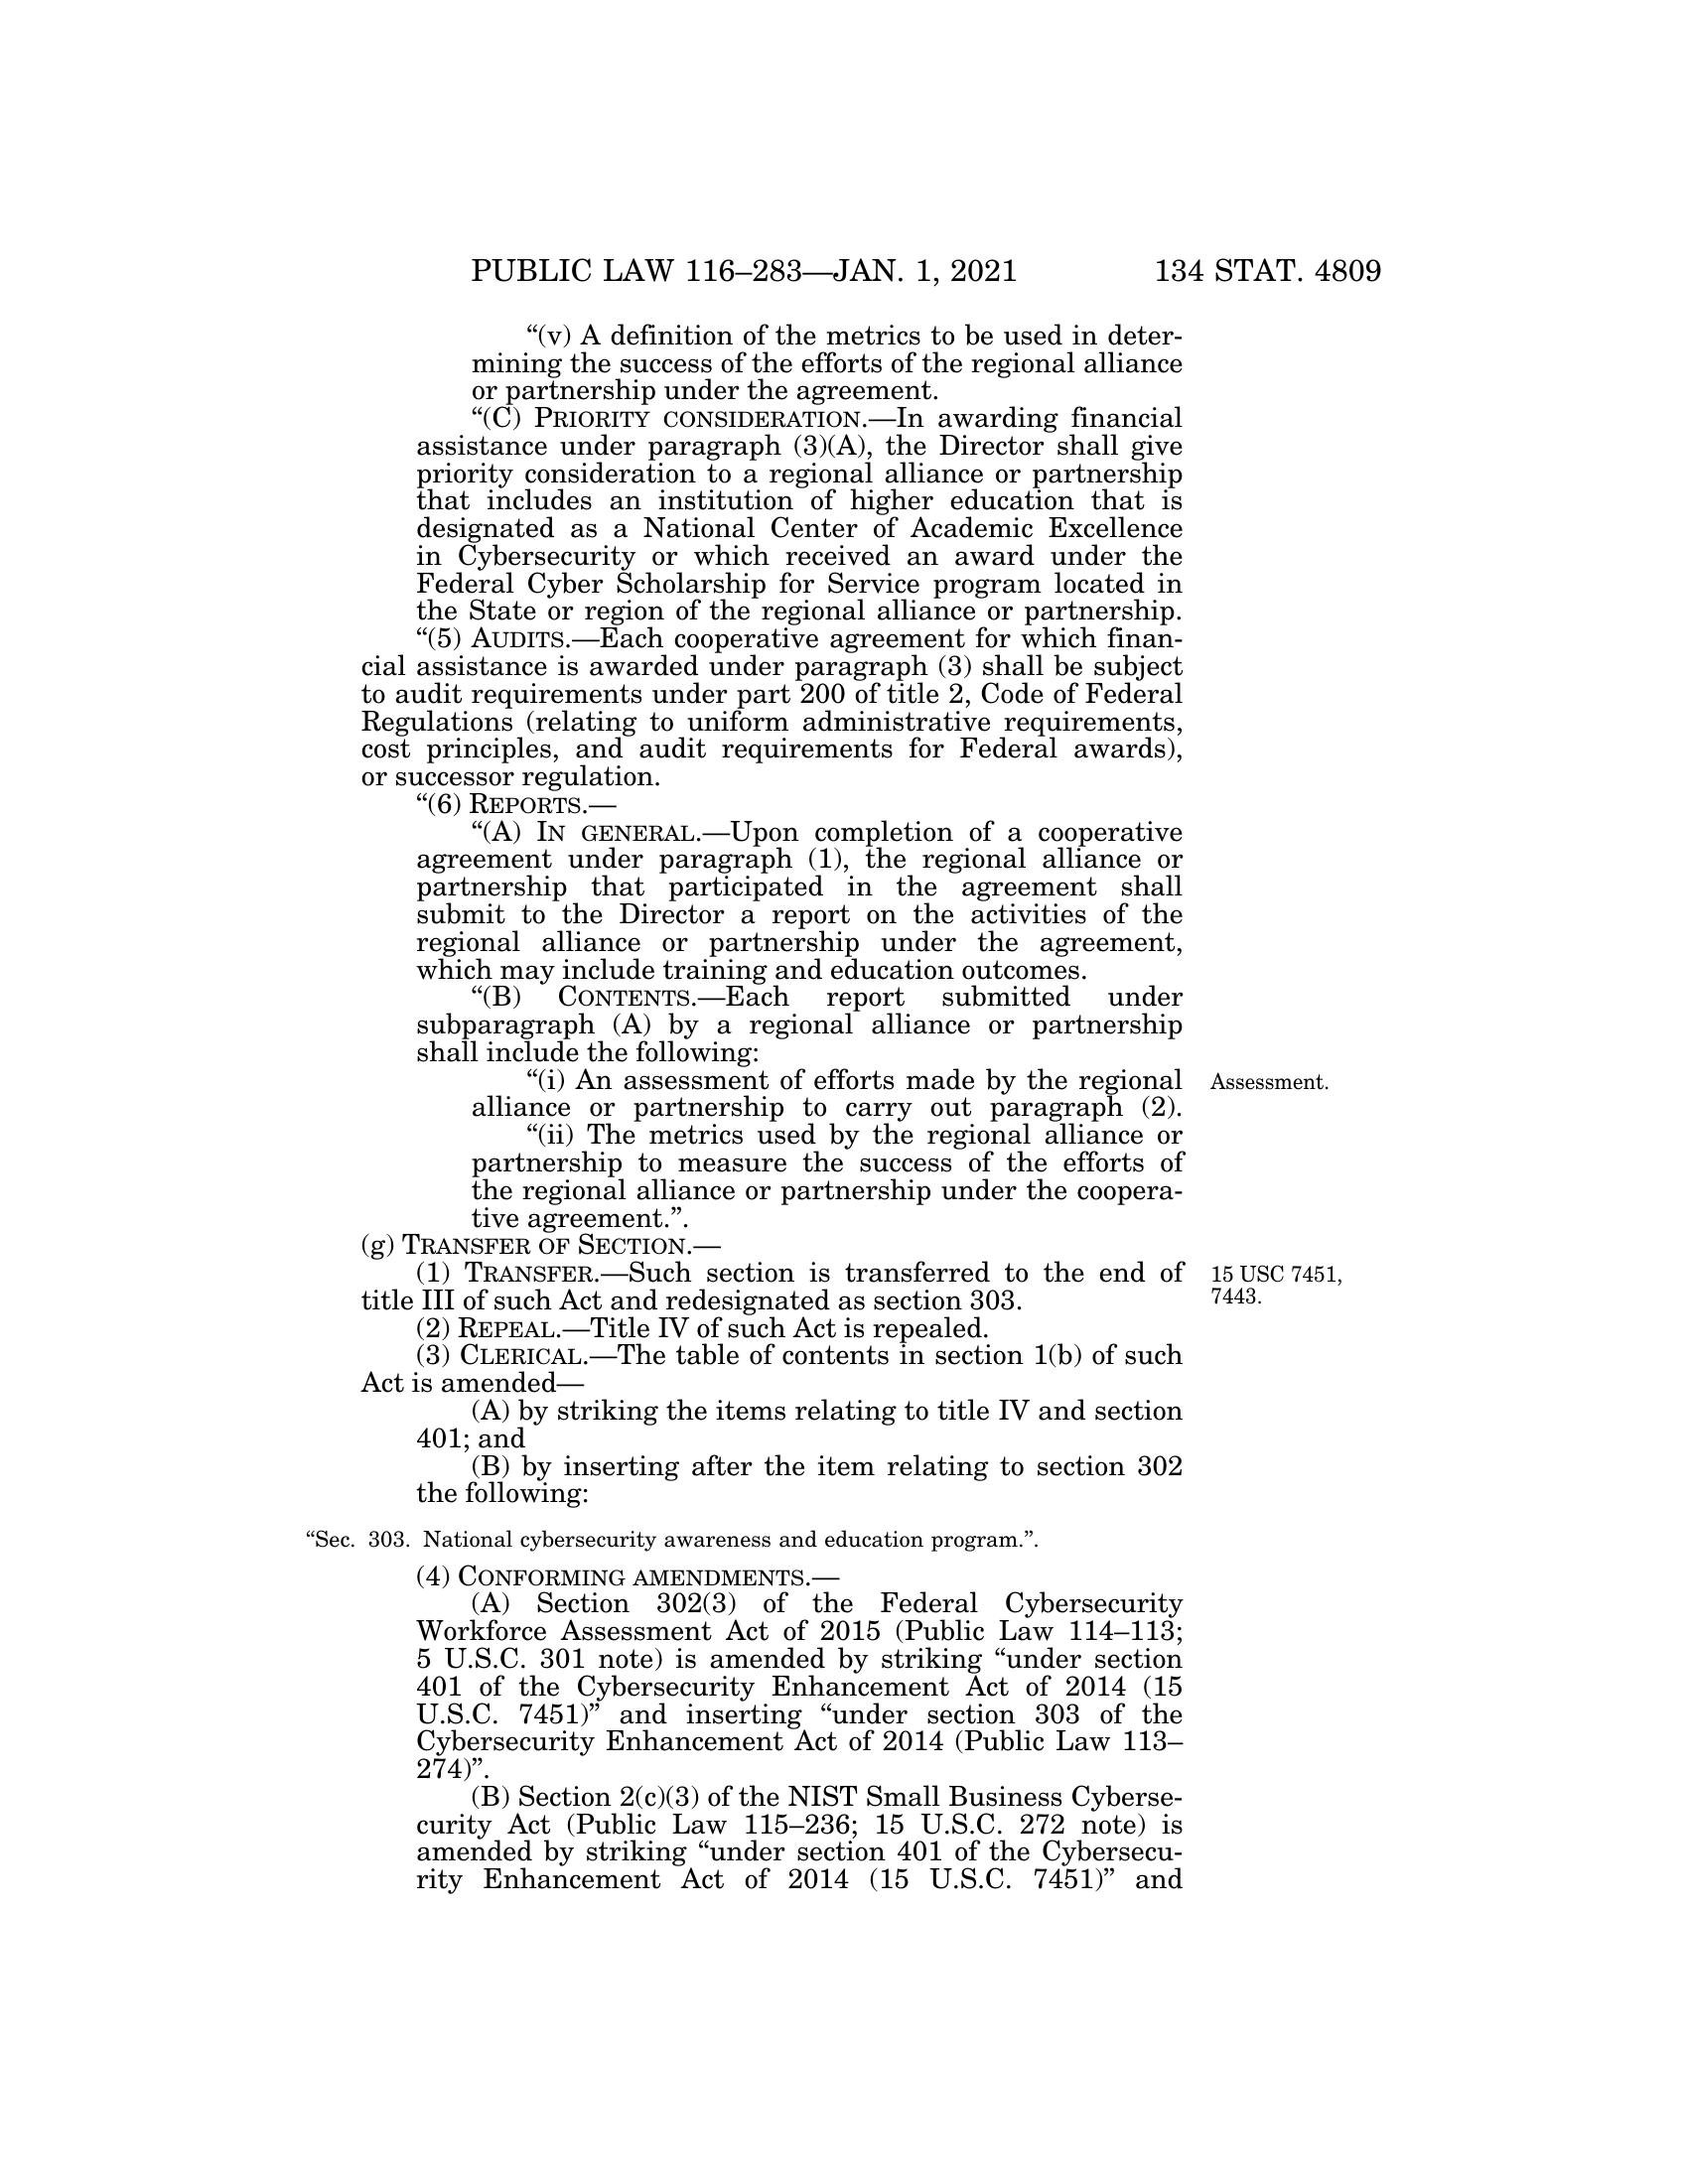 PUBLIC LAW 116–283—JAN. 1, 2021 134 STAT. 4809
“(v) A definition of the metrics to be used in deter-
mining the success of the efforts of the regional alliance
or partnership under the agreement.
“(C) PRIORITY CONSIDERATION.—In awarding financial
assistance under paragraph (3)(A), the Director shall give
priority consideration to a regional alliance or partnership
that includes an institution of higher education that is
designated as a National Center of Academic Excellence
in Cybersecurity or which received an award under the
Federal Cyber Scholarship for Service program located in
the State or region of the regional alliance or partnership.
“(5) AUDITS.—Each cooperative agreement for which finan-
cial assistance is awarded under paragraph (3) shall be subject
to audit requirements under part 200 of title 2, Code of Federal
Regulations (relating to uniform administrative requirements,
cost principles, and audit requirements for Federal awards),
or successor regulation.
“(6) REPORTS.—
“(A) IN GENERAL.—Upon completion of a cooperative
agreement under paragraph (1), the regional alliance or
partnership that participated in the agreement shall
submit to the Director a report on the activities of the
regional alliance or partnership under the agreement,
which may include training and education outcomes.
“(B) CONTENTS.—Each report submitted under
subparagraph (A) by a regional alliance or partnership
shall include the following:
“(i) An assessment of efforts made by the regional
alliance or partnership to carry out paragraph (2).
“(ii) The metrics used by the regional alliance or
partnership to measure the success of the efforts of
the regional alliance or partnership under the coopera-
tive agreement.”.
(g) TRANSFER OF SECTION.—
(1) TRANSFER.—Such section is transferred to the end of
title III of such Act and redesignated as section 303.
(2) REPEAL.—Title IV of such Act is repealed.
(3) CLERICAL.—The table of contents in section 1(b) of such
Act is amended—
(A) by striking the items relating to title IV and section
401; and
(B) by inserting after the item relating to section 302
the following:
“Sec. 303. National cybersecurity awareness and education program.”.
(4) CONFORMING AMENDMENTS.—
(A) Section 302(3) of the Federal Cybersecurity
Workforce Assessment Act of 2015 (Public Law 114–113;
5 U.S.C. 301 note) is amended by striking “under section
401 of the Cybersecurity Enhancement Act of 2014 (15
U.S.C. 7451)” and inserting “under section 303 of the
Cybersecurity Enhancement Act of 2014 (Public Law 113–
274)”.
(B) Section 2(c)(3) of the NIST Small Business Cyberse-
curity Act (Public Law 115–236; 15 U.S.C. 272 note) is
amended by striking “under section 401 of the Cybersecu-
rity Enhancement Act of 2014 (15 U.S.C. 7451)” and
Assessment.
15 USC 7451,
7443.